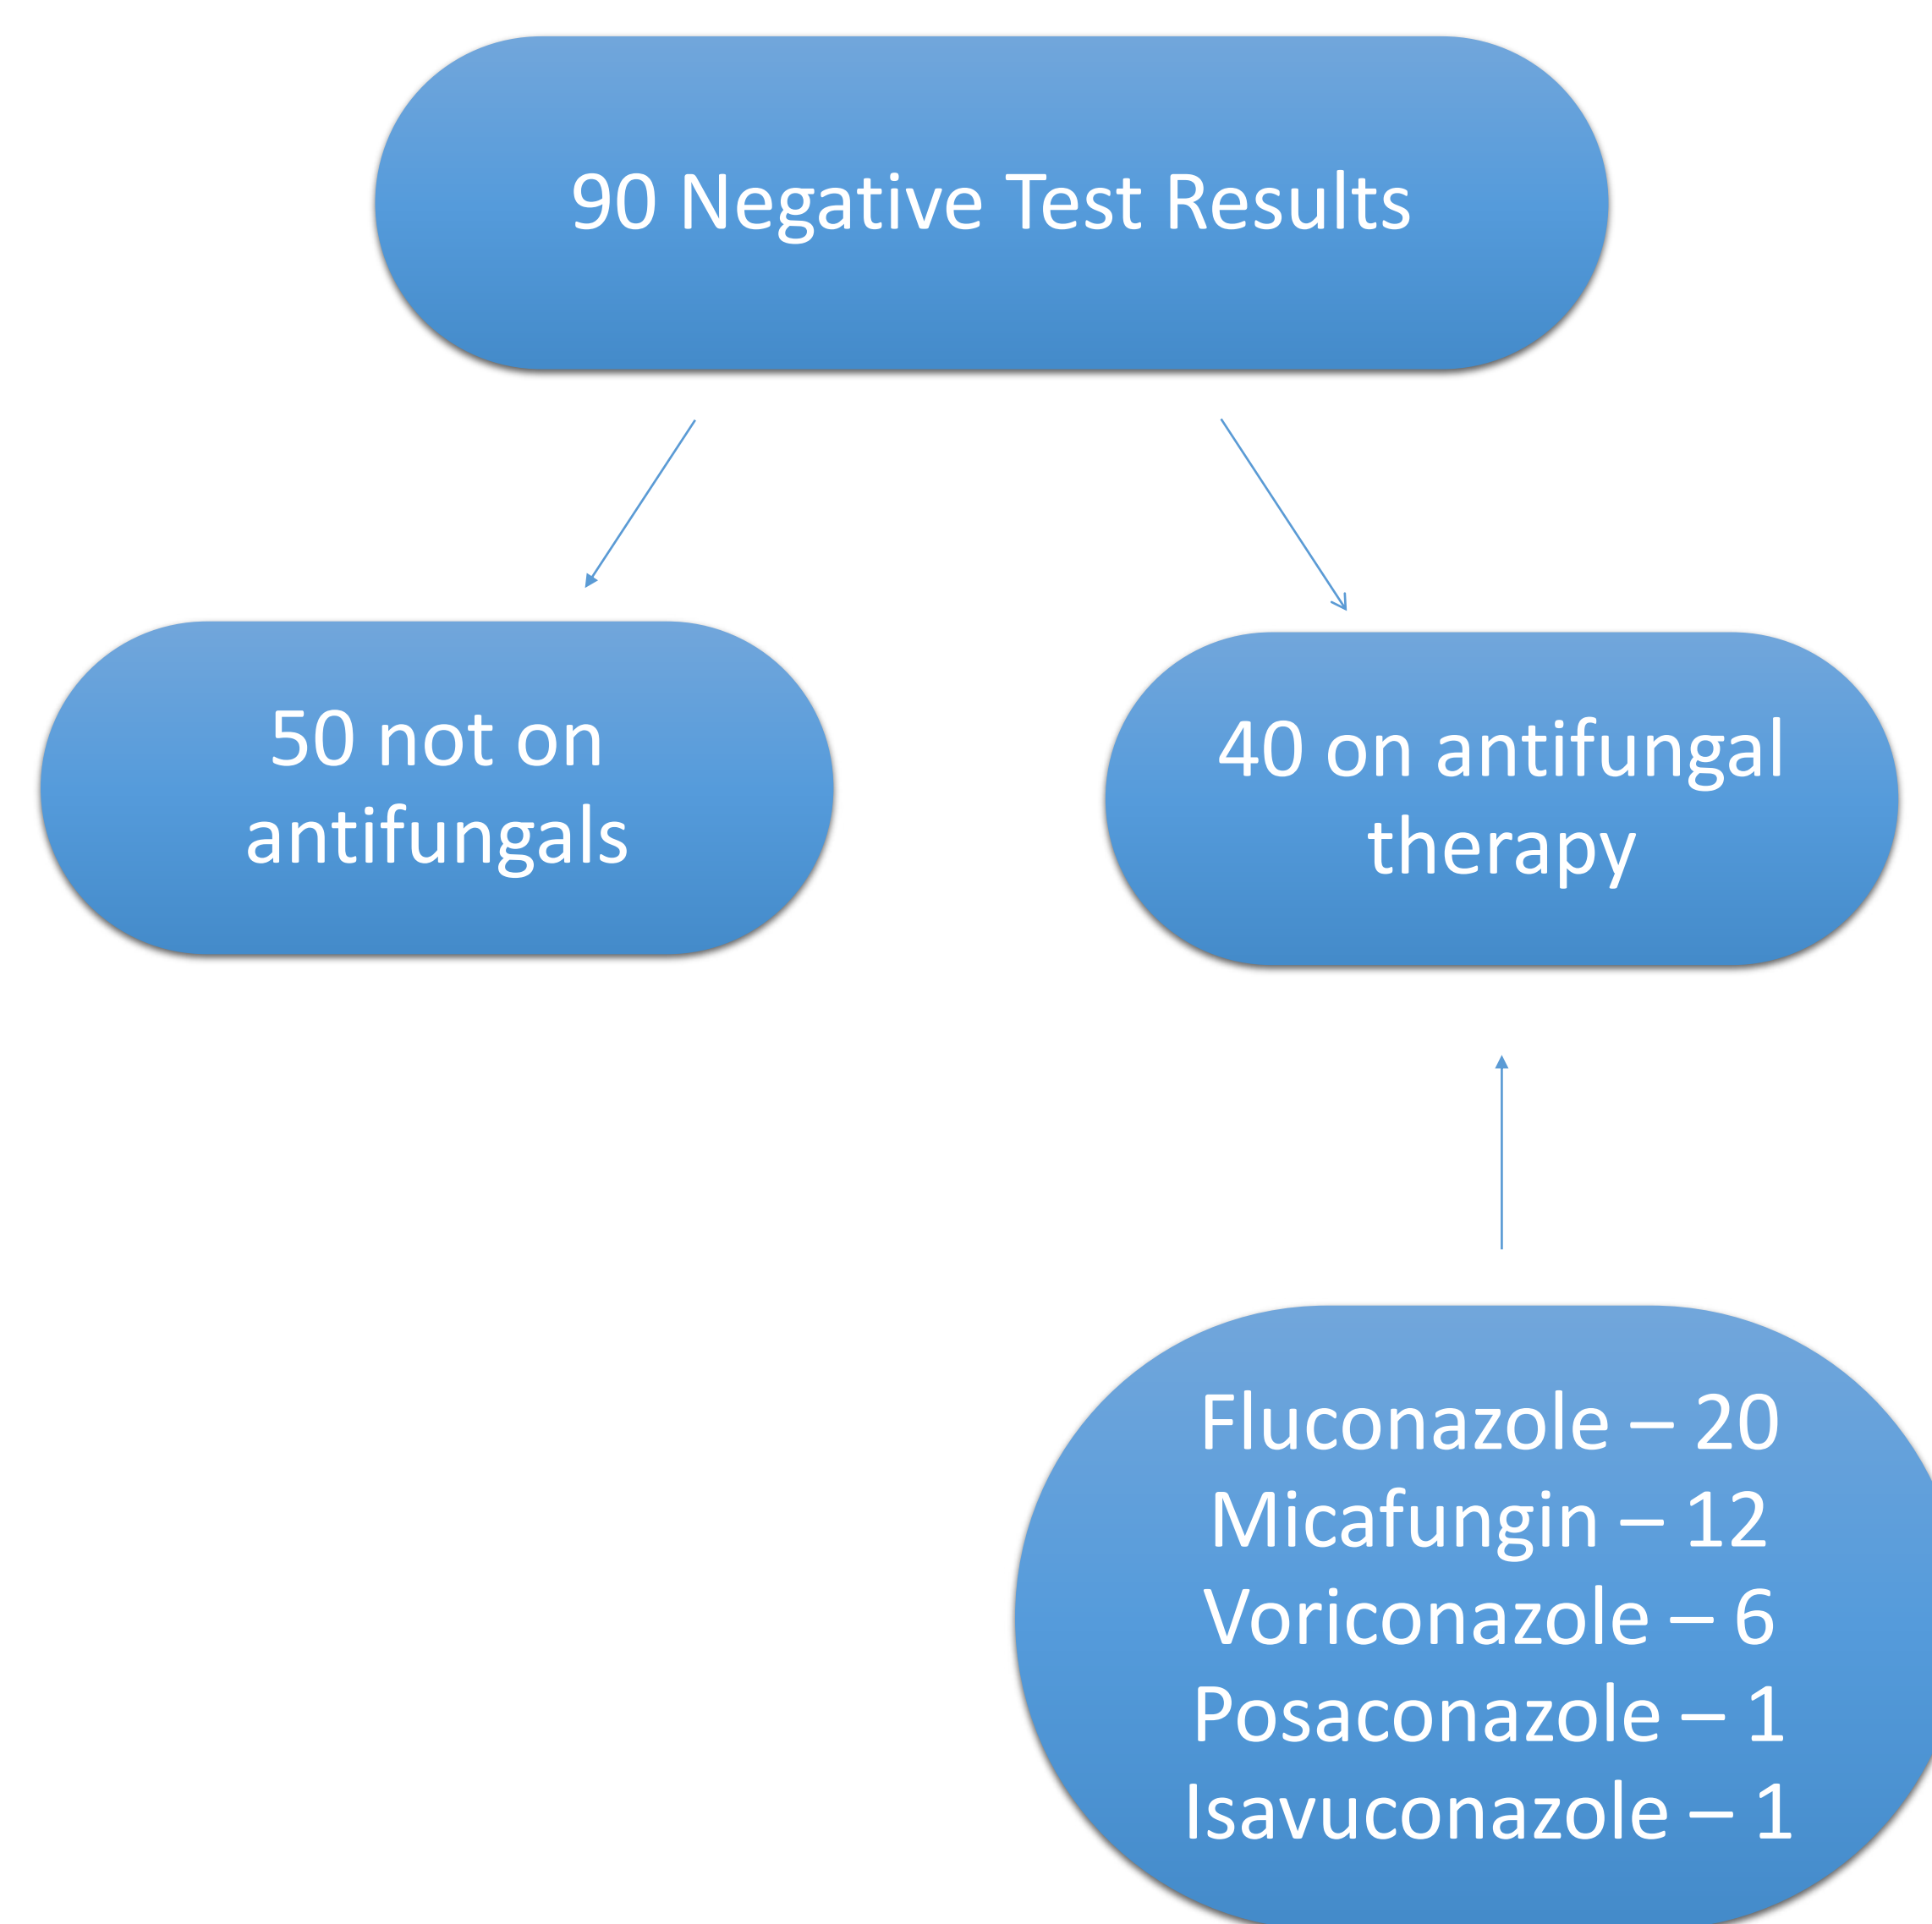 90 Negative Test Results
50 not on
antifungals
40 on antifungal
therapy
Fluconazole – 20
Micafungin – 12
Voriconazole – 6
Posaconazole – 1
Isavuconazole – 1